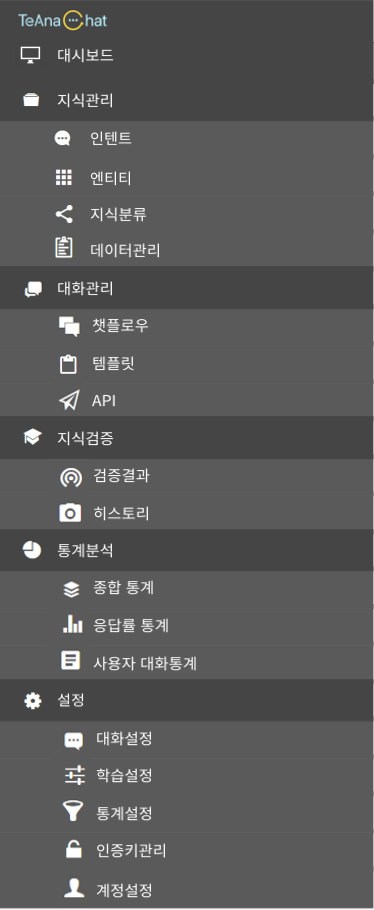 TeAna Chat
대시보드
지식관리
인텐트
엔티티
지식분류
데이터관리
대화관리
챗플로우
템플릿
API
지식검증
검증결과
히스토리
통계분석
종합 통계
응답률 통계
사용자 대화통계
설정
대화설정
학습설정
통계설정
인증키관리
계정설정